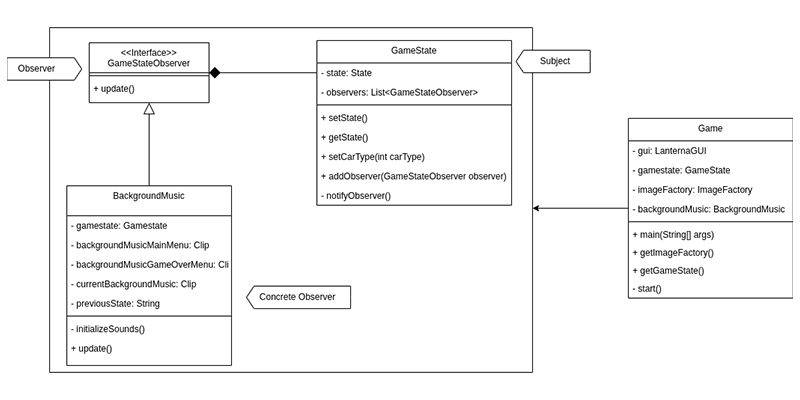 Observer
<<Interface>>
GameStateObserver
+ update()
GameState
- state: State
- observers: List<GameStateObserver>
+ setState()
+ getState()
+ setCarType(int carType)
+ addObserver(GameStateObserver observer)
- notifyObserver()
Subject
BackgroundMusic
- gamestate: Gamestate
- backgroundMusicMainMenu: Clip
- backgroundMusicGameOverMenu: Cli
- currentBackgroundMusic: Clip
- previousState: String
- initializeSounds()
+ update()
Concrete Observer
Game
- gui: LanternaGUI
- gamestate: GameState
- imageFactory: ImageFactory
- backgroundMusic: BackgroundMusic
+ main(String[] args)
+ getImageFactory()
+ getGameState()
- start()